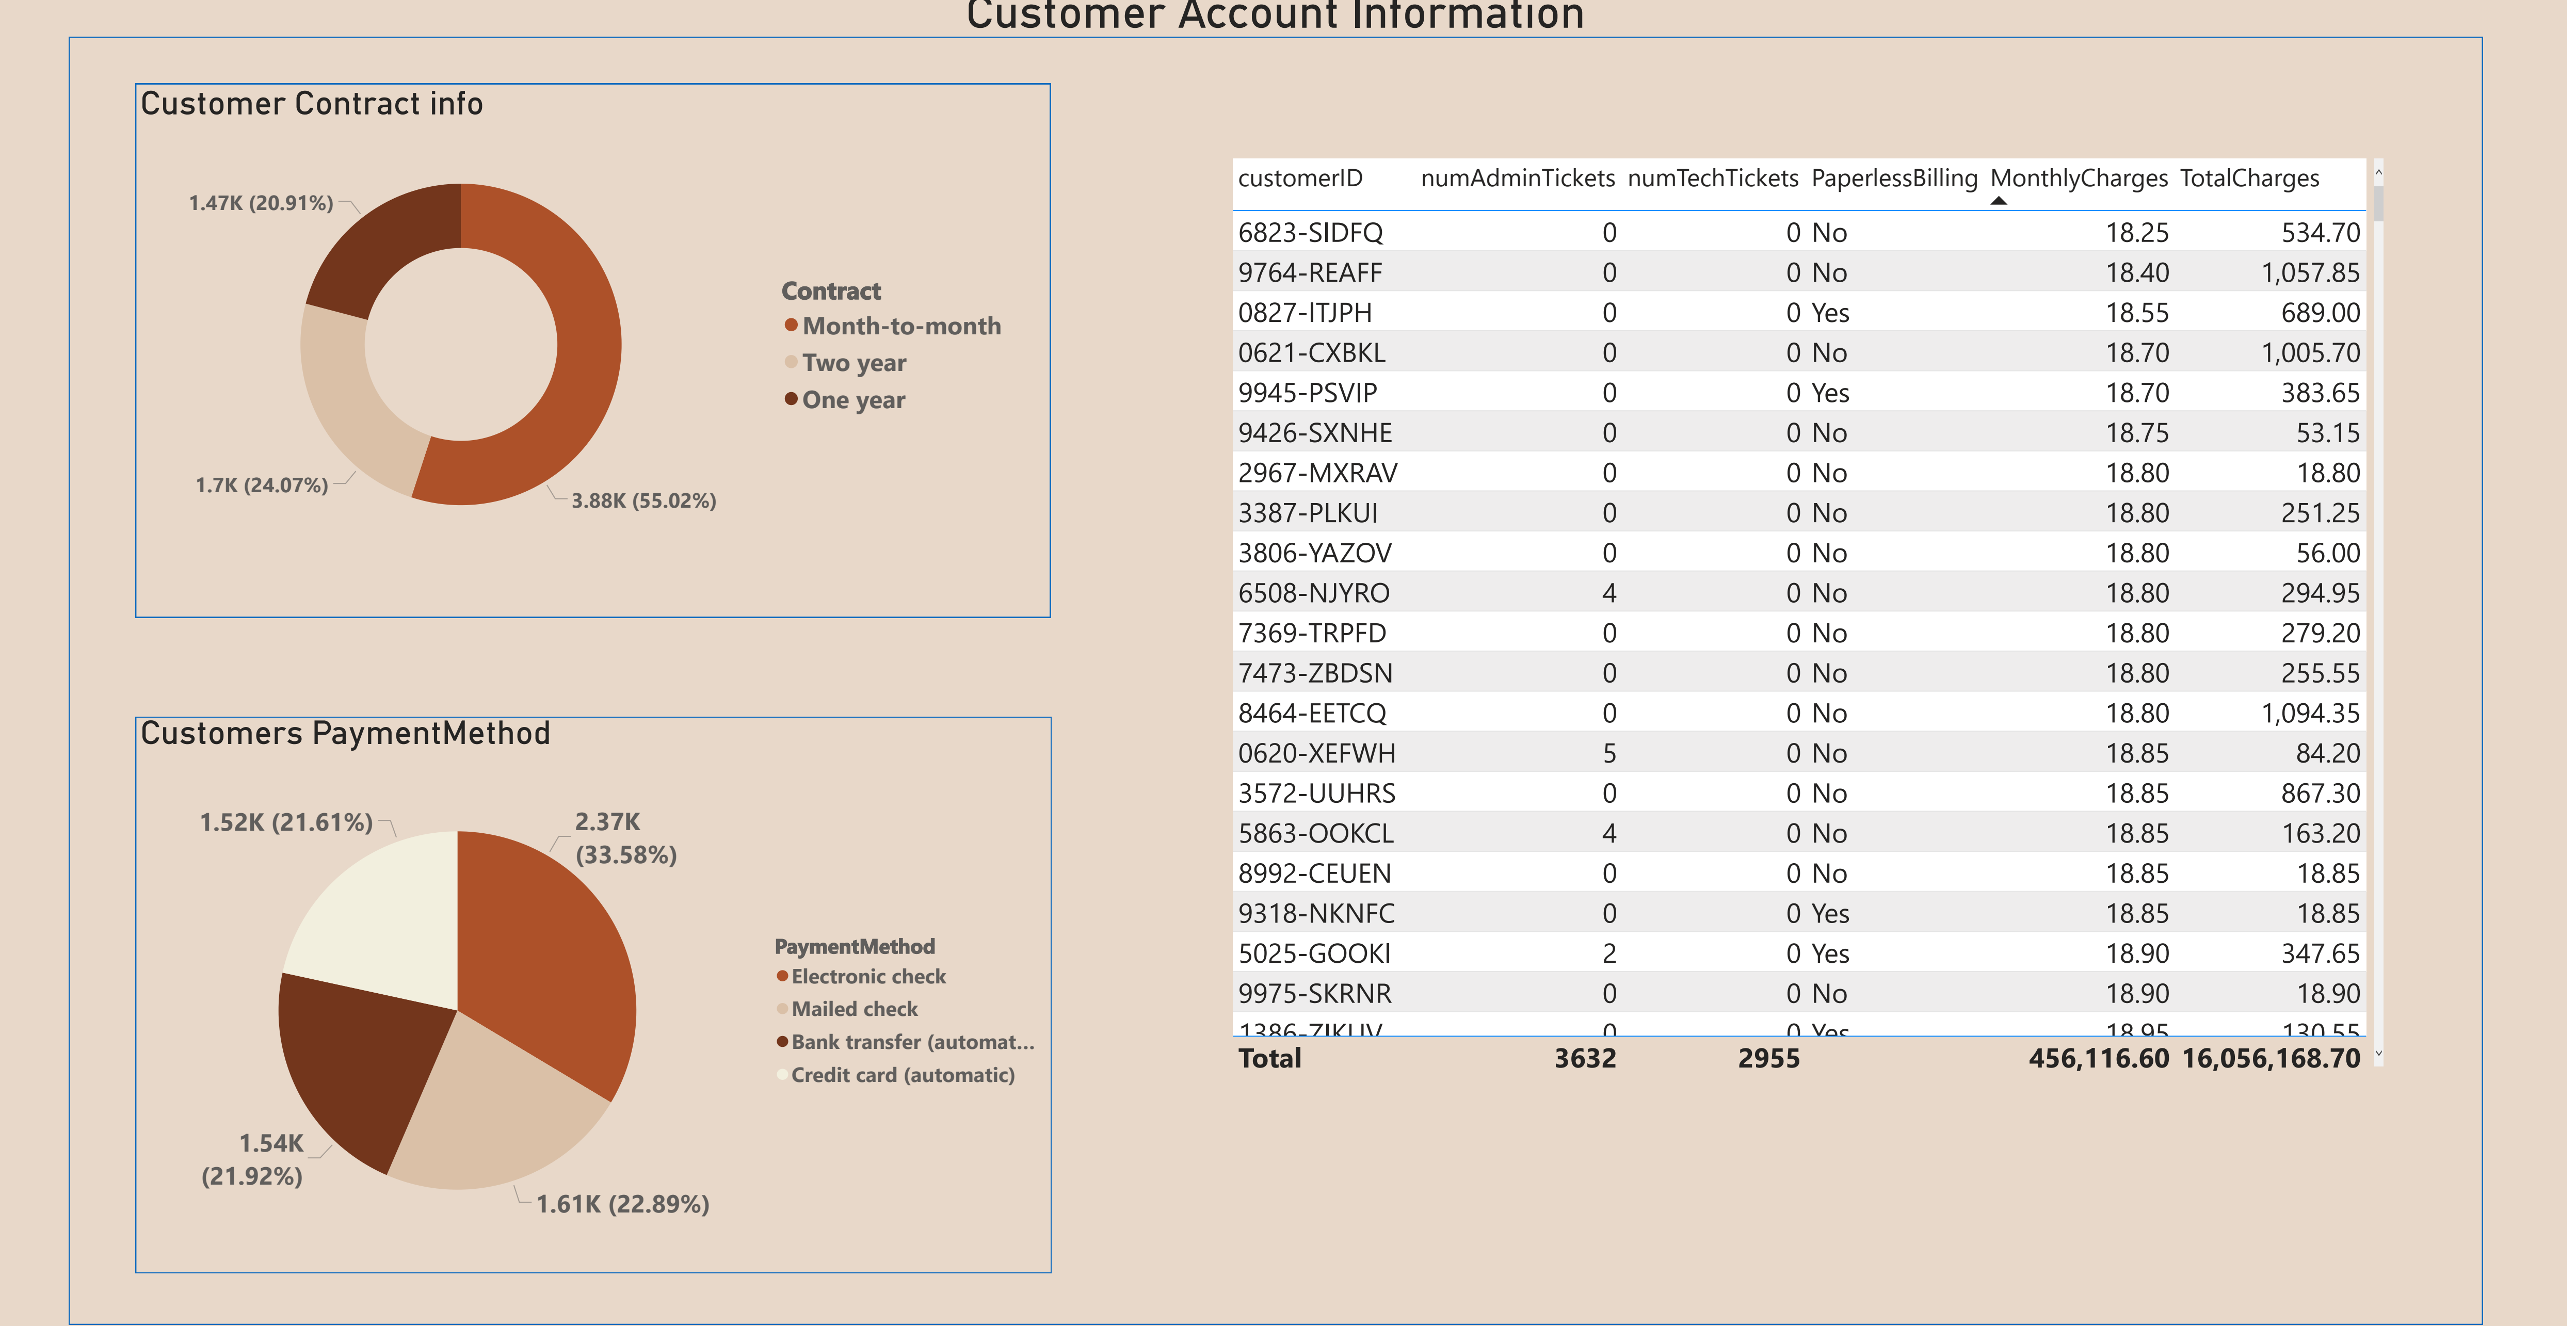 Customer Account Information
Customer Contract info
1.47K (20.91%)
1.7K (24.07%)
3.88K (55.02%)
Contract
Month-to-month
Two year
One year
Customers PaymentMethod
1.52K (21.61%)
2.37K
(33.58%)
1.54K
(21.92%)
1.61K (22.89%)
PaymentMethod
Electronic check
Mailed check
Bank transfer (automat...
Credit card (automatic)
customerID numAdminTickets numTechTickets PaperlessBilling MonthlyCharges TotalCharges
6823-SIDFQ 0 0 No 18.25 534.70
9764-REAFF 0 0 No 18.40 1,057.85
0827-ITJPH 0 0 Yes 18.55 689.00
0621-CXBKL 0 0 No 18.70 1,005.70
9945-PSVIP 0 0 Yes 18.70 383.65
9426-SXNHE 0 0 No 18.75 53.15
2967-MXRAV 0 0 No 18.80 18.80
3387-PLKUI 0 0 No 18.80 251.25
3806-YAZOV 0 0 No 18.80 56.00
6508-NJYRO 4 0 No 18.80 294.95
7369-TRPFD 0 0 No 18.80 279.20
7473-ZBDSN 0 0 No 18.80 255.55
8464-EETCQ 0 0 No 18.80 1,094.35
0620-XEFWH 5 0 No 18.85 84.20
3572-UUHRS 0 0 No 18.85 867.30
5863-OOKCL 4 0 No 18.85 163.20
8992-CEUEN 0 0 No 18.85 18.85
9318-NKNFC 0 0 Yes 18.85 18.85
5025-GOOKI 2 0 Yes 18.90 347.65
9975-SKRNR 0 0 No 18.90 18.90
0 0 Yes 18.95 130.55
Total 3632 2955 456,116.60 16,056,168.70